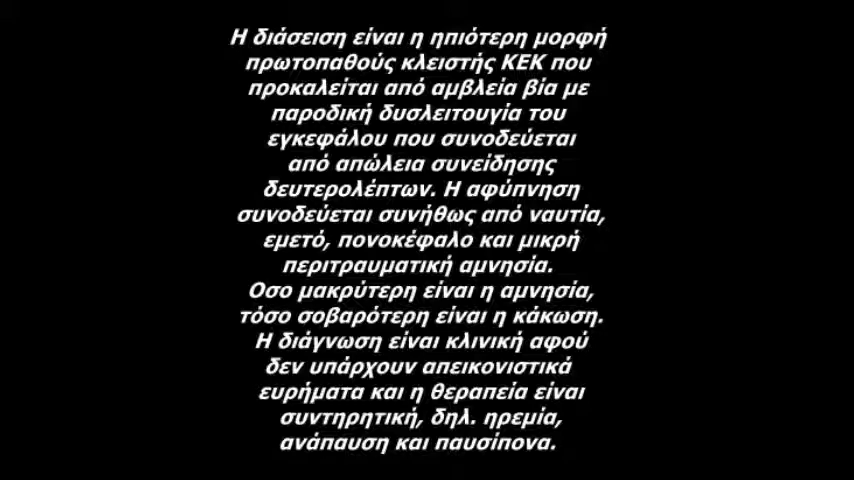 Η διάσειση είναι η ηπιότερη μορφή
πρωτοπαθούς κλειστής ΚΕΚ που
προκαλείται από αμβλεία βία με
παροδική δυσλειτουγία του
εγκεφάλου που συνοδεύεται
από απώλεια συνείδησης
δευτερολέπτων. Η αφύπνηση
συνοδεύεται συνήθως από ναυτία,
εμετό, πονοκέφαλο και μικρή
περιτραυματική αμνησία.
Οσο μακρύτερη είναι η αμνησία,
τόσο σοβαρότερη είναι η κάκωση.
Η διάγνωση είναι κλινική αφού
δεν υπάρχουν απεικονιστικά
ευρήματα και η θεραπεία είναι
συντηρητική, δηλ. ηρεμία,
ανάπαυση και παυσίπονα.